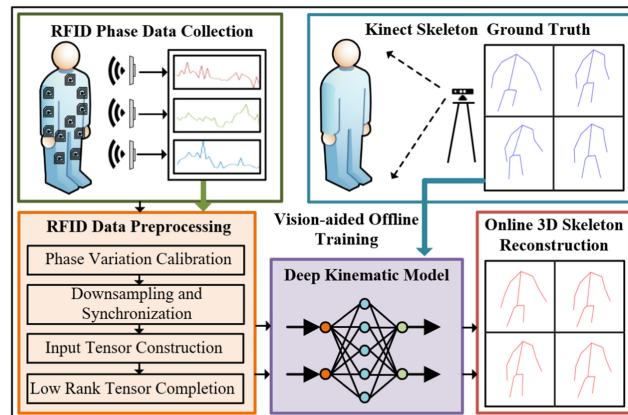 RFID Phase Data Collection
Kinect Skeleton Ground Truth
Vision-aided Offline
Training
RFID Data Preprocessing
Phase Variation Calibration
Downsampling and
Synchronization
Input Tensor Construction
Low Rank Tensor Completion
Deep Kinematic Model
Online 3D Skeleton
Reconstruction